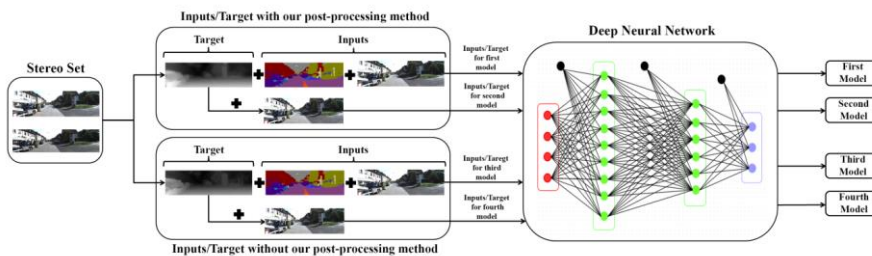 Inputs/Target with our post-processing method
Target
Inputs
Stereo Set
Inputs/Target
for first
model
Inputs/Target
for second
model
Deep Neural Network
First
Model
Second
Model
Target
Inputs
Inputs/Taregt
for third
model
Inputs/Target
for fourth
model
Third
Model
Fourth
Model
Inputs/Target without our post-processing method